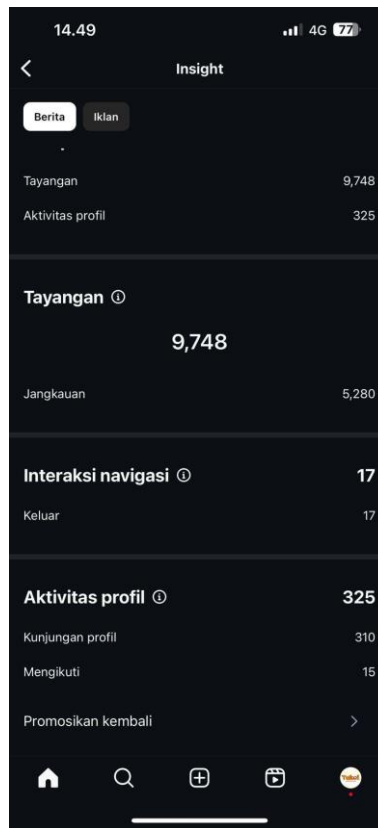 14.49
4G 77
Insight
Berita Iklan
Tayangan 9,748
Aktivitas profil 325
Tayangan
9,748
Jangkauan 5,280
Interaksi navigasi 17
Keluar 17
Aktivitas profil 325
Kunjungan profil 310
Mengikuti 15
Promosikan kembali